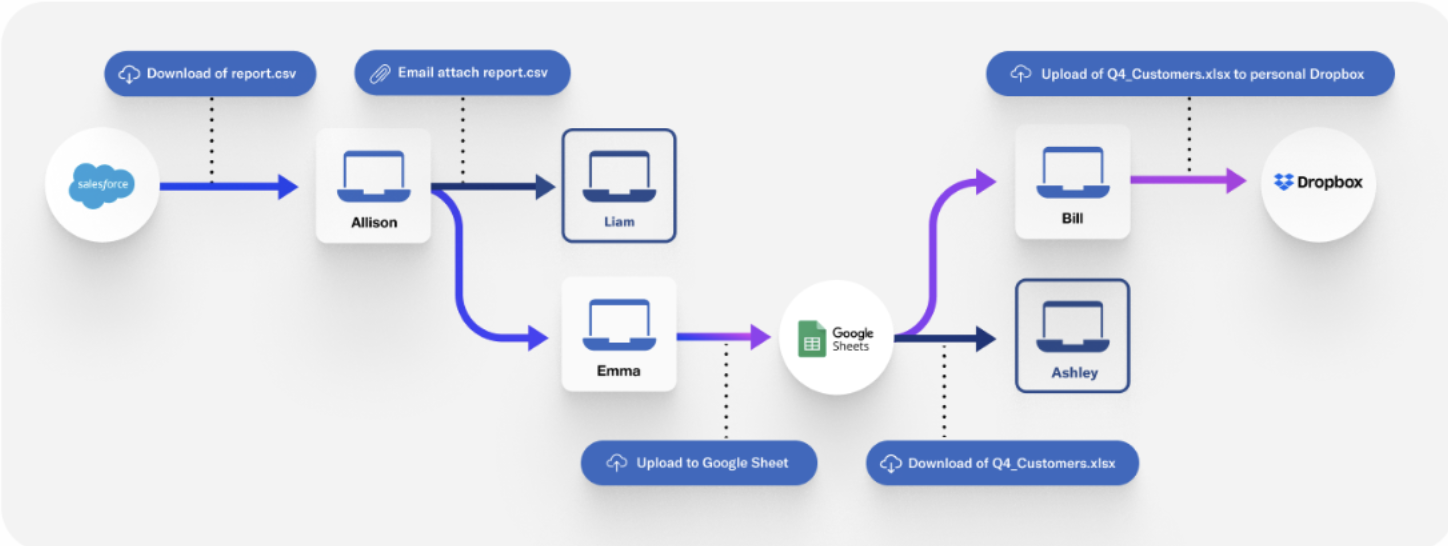 Download of report.csv
Email attach report.csv
Upload of Q4_Customers.xlsx to personal Dropbox
salesforce
Allison
Liam
Bill
Dropbox
Emma
Google
Sheets
Ashley
Upload to Google Sheet
Download of Q4_Customers.xlsx